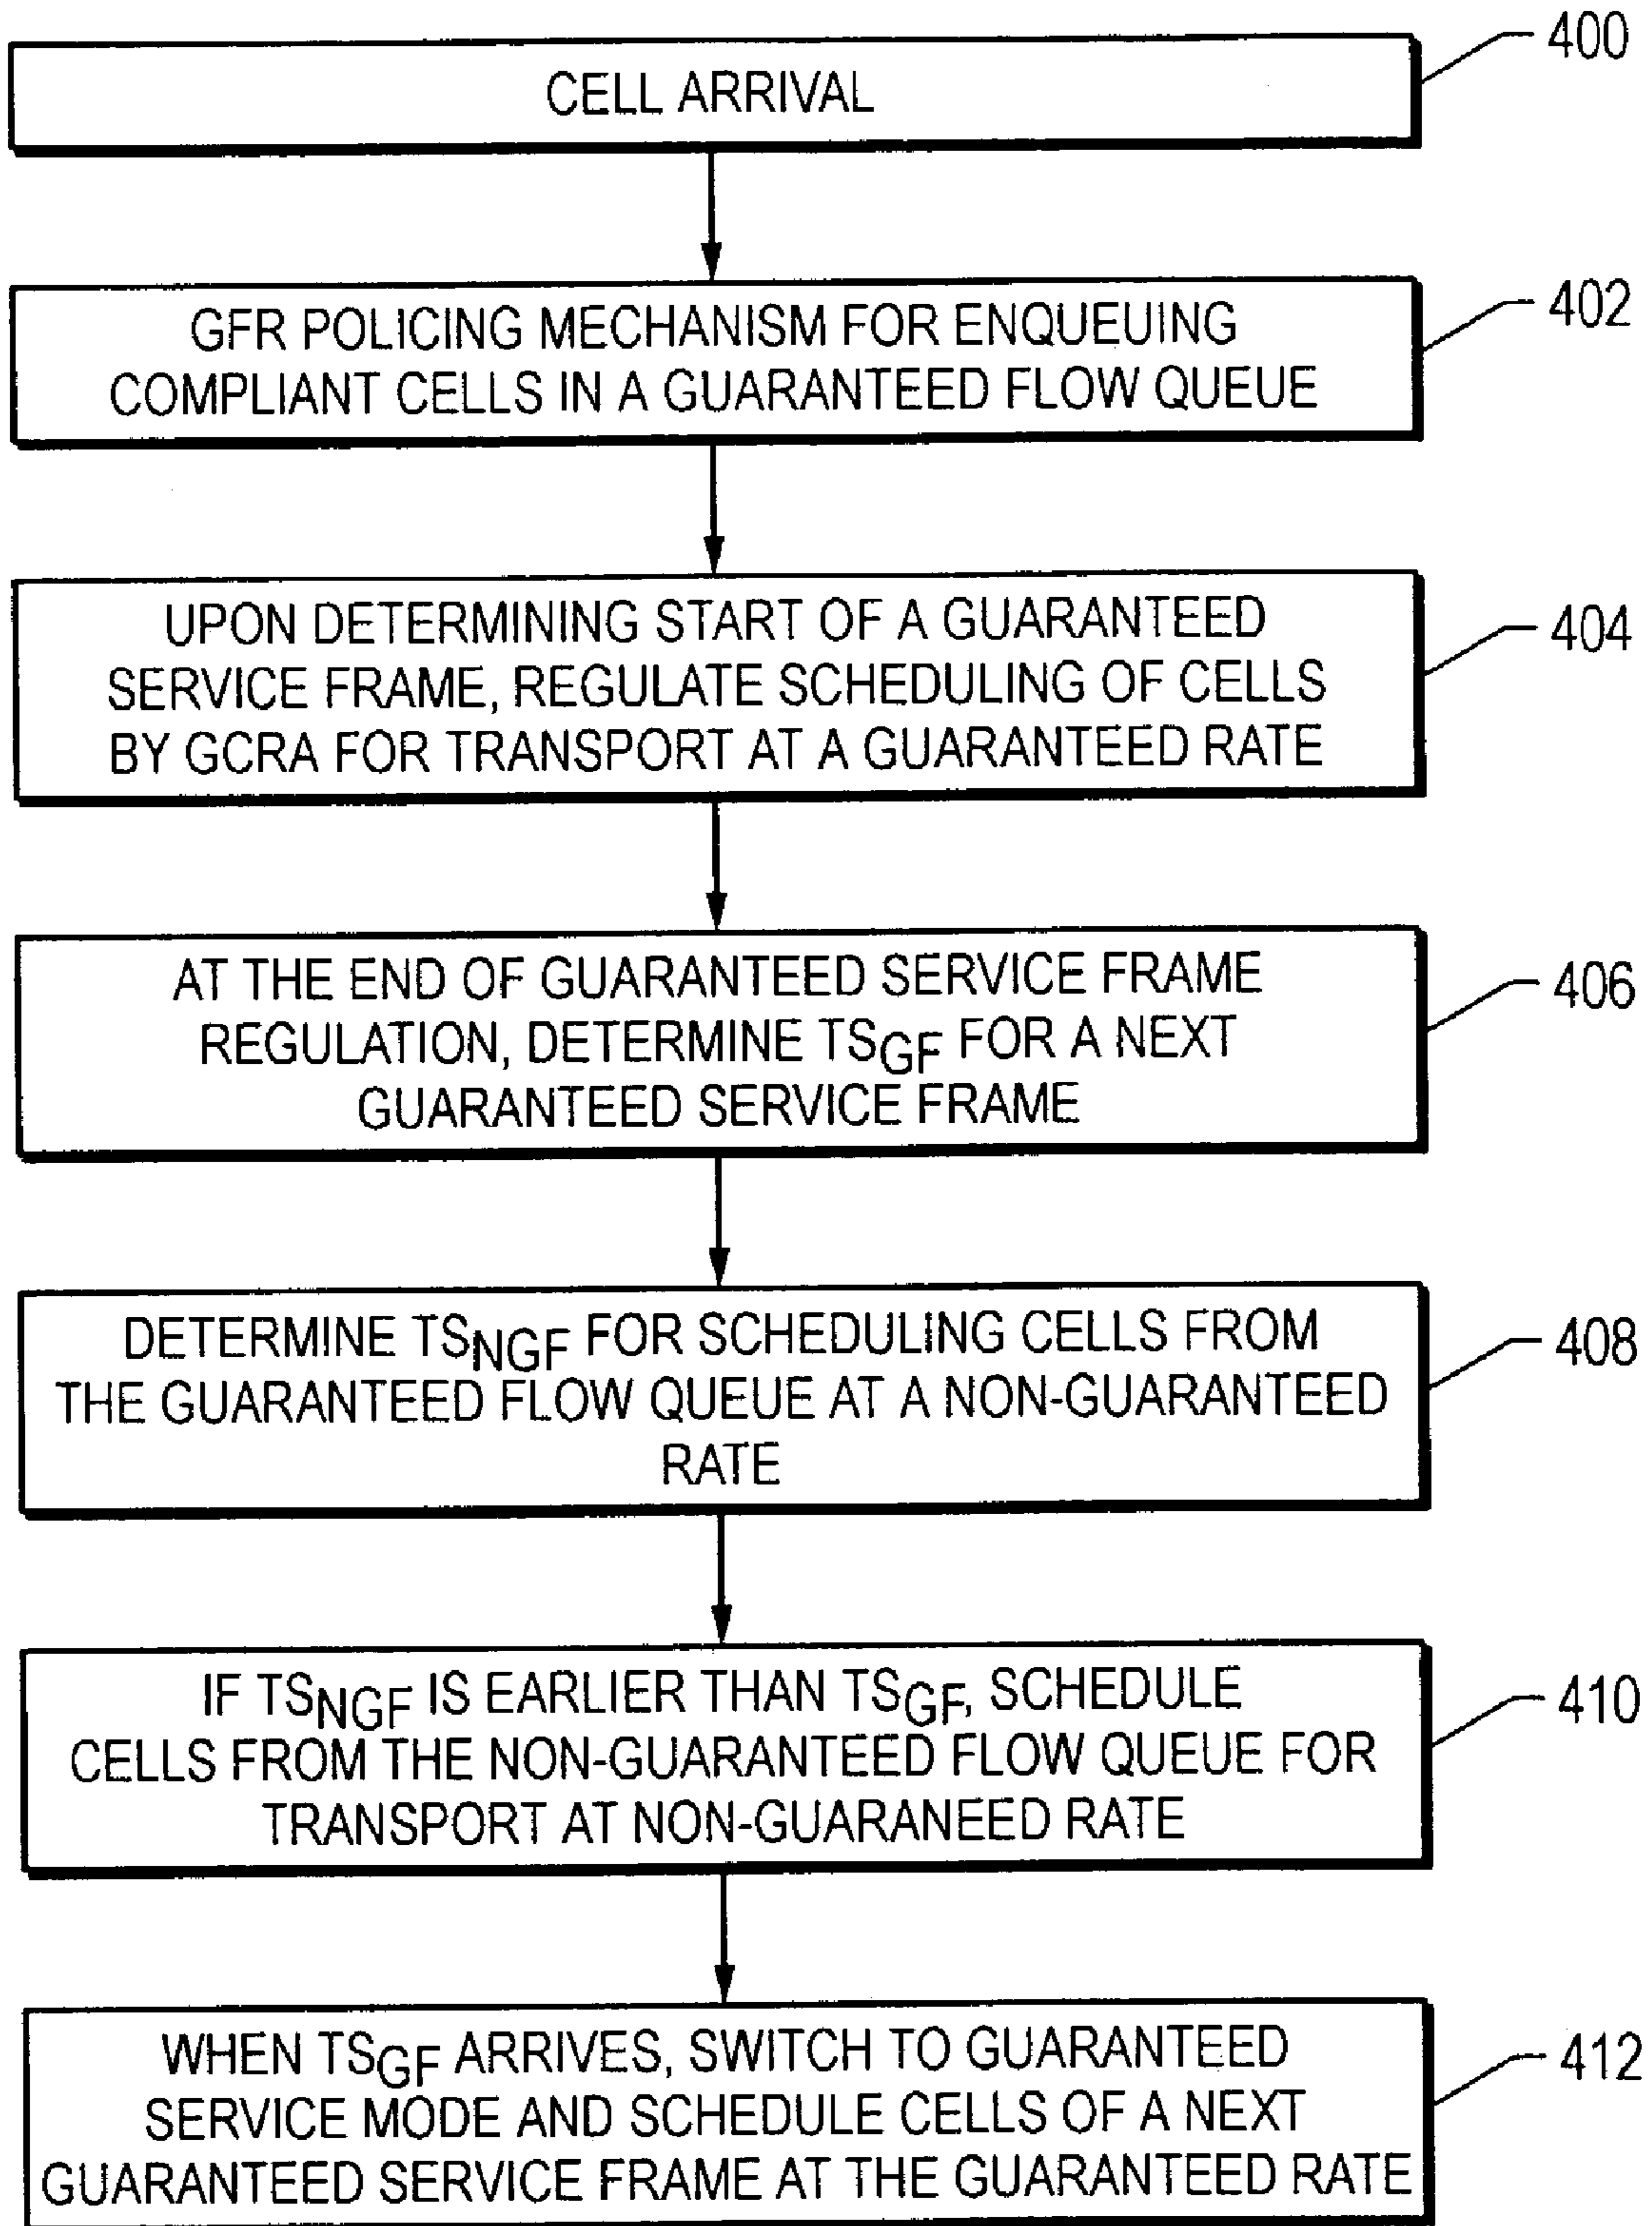 CELL ARRIVAL
400
GFR POLICING MECHANISM FOR ENQUEUING
COMPLIANT CELLS IN A GUARANTEED FLOW QUEUE
402
UPON DETERMINING START OF A GUARANTEED
SERVICE FRAME, REGULATE SCHEDULING OF CELLS
BY GCRA FOR TRANSPORT AT A GUARANTEED RATE
404
AT THE END OF GUARANTEED SERVICE FRAME
REGULATION, DETERMINE TSGF FOR A NEXT
GUARANTEED SERVICE FRAME
406
DETERMINE TSNGF FOR SCHEDULING CELLS FROM
THE GUARANTEED FLOW QUEUE AT A NON-GUARANTEED
RATE
408
IF TSNGF IS EARLIER THAN TSGF, SCHEDULE
CELLS FROM THE NON-GUARANTEED FLOW QUEUE FOR
TRANSPORT AT NON-GUARANEED RATE
410
WHEN TSGF ARRIVES, SWITCH TO GUARANTEED
SERVICE MODE AND SCHEDULE CELLS OF A NEXT
GUARANTEED SERVICE FRAME AT THE GUARANTEED RATE
412